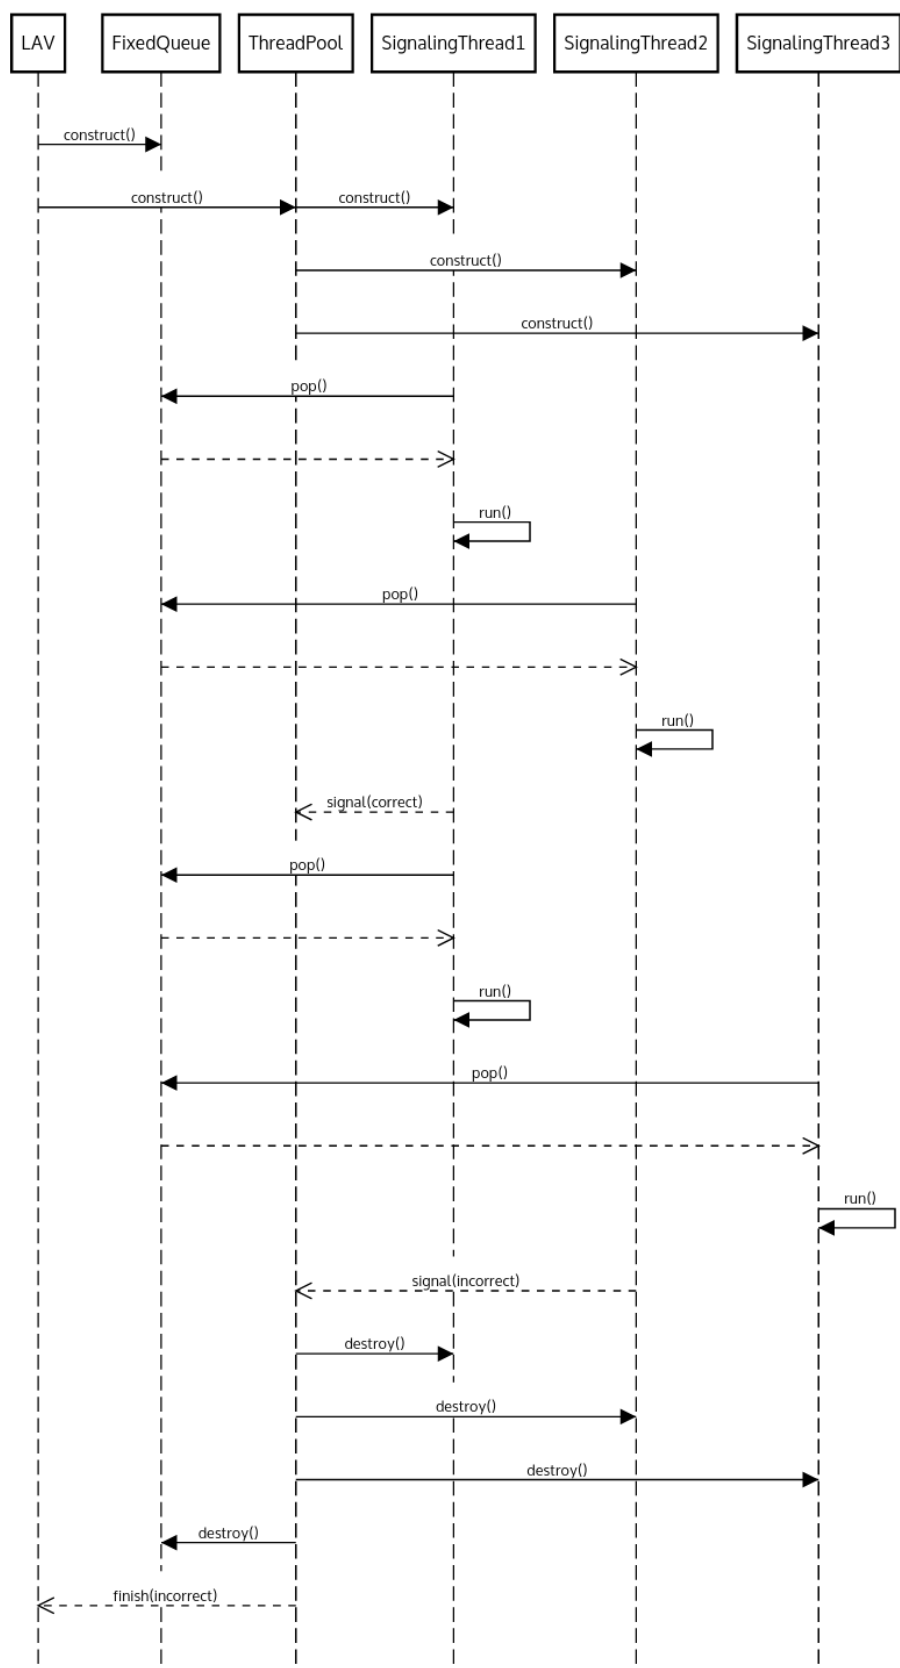 LAV
FixedQueue
ThreadPool
SignalingThread1
SignalingThread2
SignalingThread3
construct()
construct()
construct()
construct()
construct()
pop()
run()
pop()
run()
signal(correct)
pop()
run()
pop()
run()
signal(incorrect)
destroy()
destroy()
destroy()
destroy()
finish(incorrect)